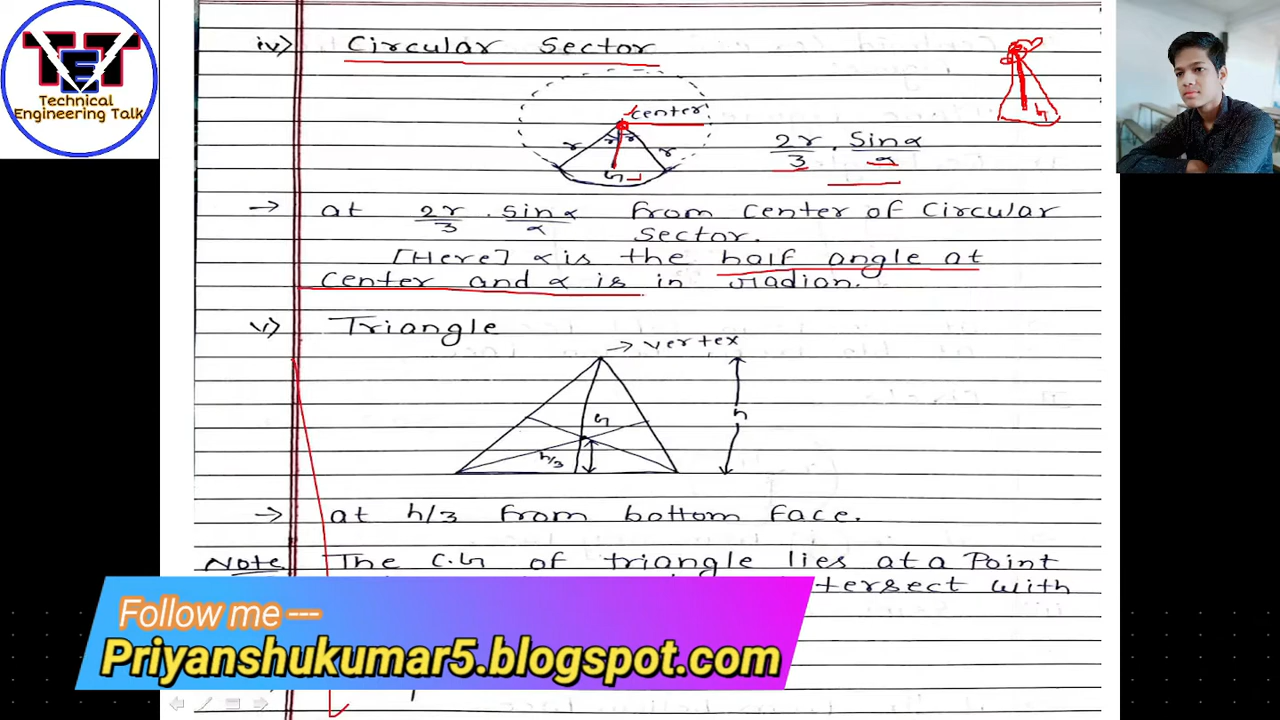 TET
Technical
Engineering Talk
iv) Circular Sector
center
r r
G
2r/3 . Sinα/α
→ at 2r/3 . sinα/α from center of circular
sector.
[Here] α is the half angle at
center and α is in radian.
v) Triangle
→ vertex
G
h
h/3
→ at h/3 from bottom face.
Note The C.G of triangle lies at a Point
ntersect with
Follow me ---
Priyanshukumar5.blogspot.com